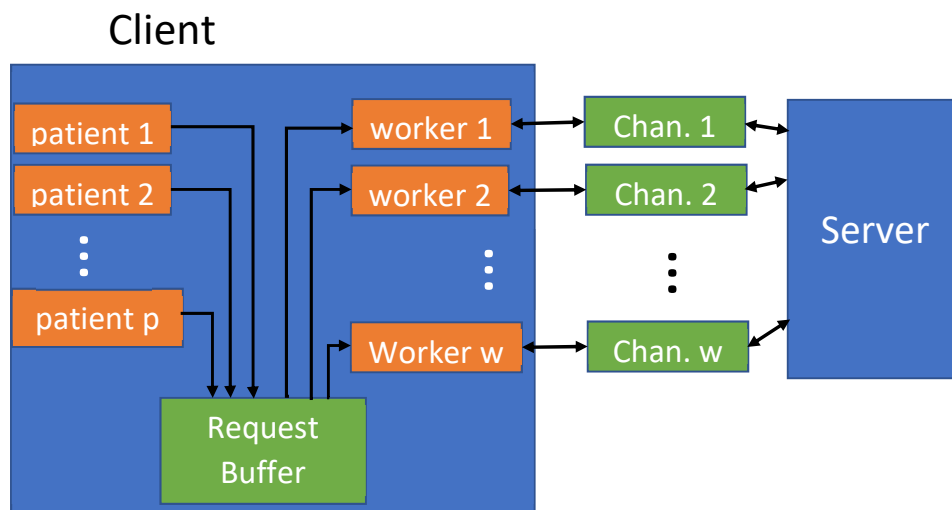 Client
patient 1
patient 2
patient p
Request
Buffer
worker 1
worker 2
Worker w
Chan. 1
Chan. 2
Chan. w
Server